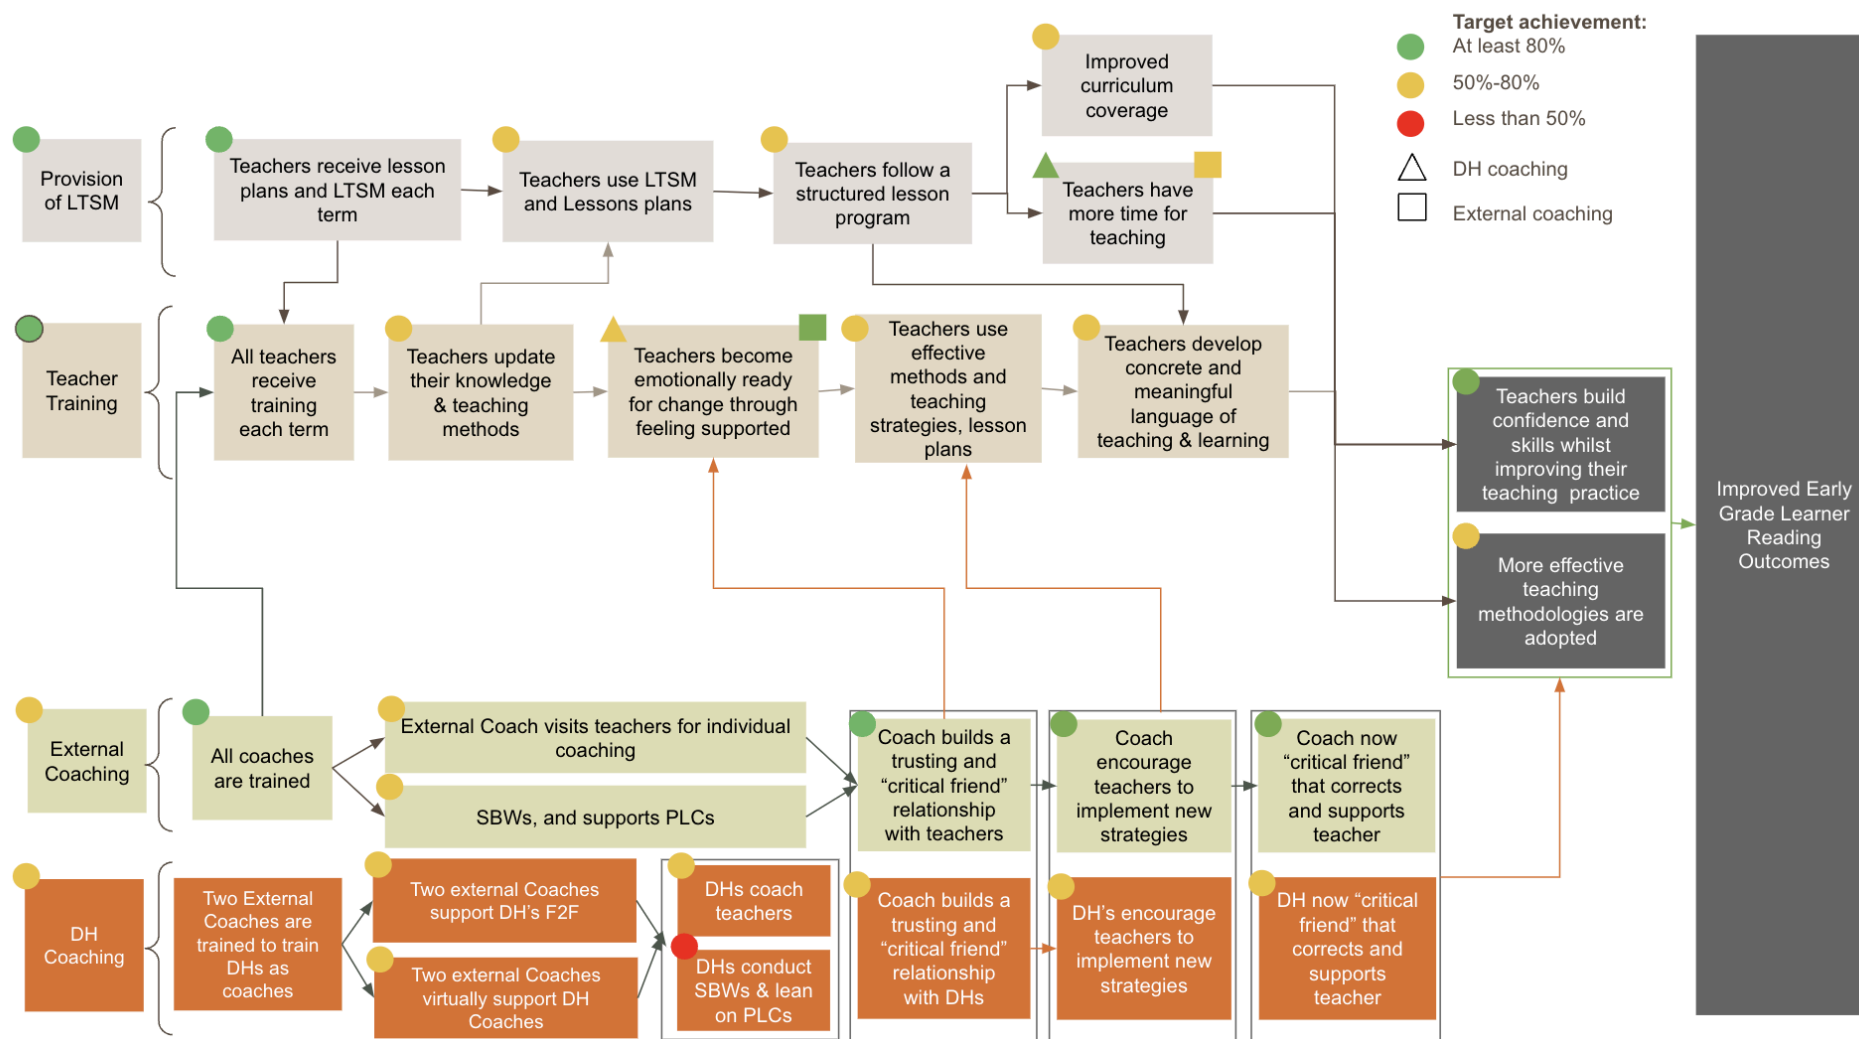 Target achievement:
At least 80%
50%-80%
Less than 50%
DH coaching
External coaching
Provision
of LTSM
Teachers receive lesson
plans and LTSM each
term
Teachers use LTSM
and Lessons plans
Teachers follow a
structured lesson
program
Improved
curriculum
coverage
Teachers have
more time for
teaching
Teacher
Training
All teachers
receive
training
each term
Teachers update
their knowledge
& teaching
methods
Teachers become
emotionally ready
for change through
feeling supported
Teachers use
effective
methods and
teaching
strategies, lesson
plans
Teachers develop
concrete and
meaningful
language of
teaching & learning
Teachers build
confidence and
skills whilst
improving their
teaching practice
More effective
teaching
methodologies are
adopted
Improved Early
Grade Learner
Reading
Outcomes
External
Coaching
All coaches
are trained
External Coach visits teachers for individual
coaching
SBWs, and supports PLCs
Coach builds a
trusting and
“critical friend”
relationship
with teachers
Coach
encourage
teachers to
implement new
strategies
Coach now
“critical friend”
that corrects
and supports
teacher
DH
Coaching
Two External
Coaches are
trained to train
DHs as
coaches
Two external Coaches
support DH’s F2F
Two external Coaches
virtually support DH
Coaches
DHs coach
teachers
DHs conduct
SBWs & lean
on PLCs
Coach builds a
trusting and
“critical friend”
relationship
with DHs
DH’s encourage
teachers to
implement new
strategies
DH now “critical
friend” that
corrects and
supports
teacher